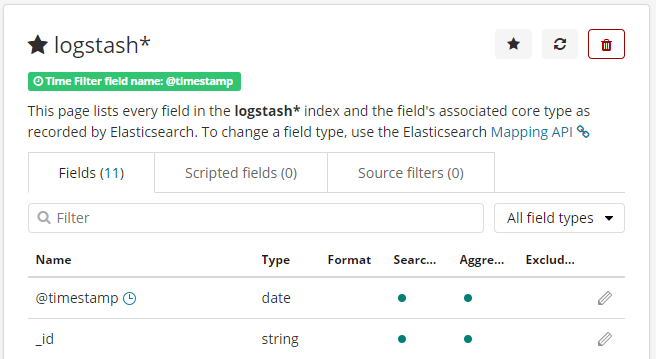 logstash*
Time Filter field name: @timestamp
This page lists every field in the logstash* index and the field's associated core type as
recorded by Elasticsearch. To change a field type, use the Elasticsearch Mapping API
Fields (11) Scripted fields (0) Source filters (0)
Filter All field types
Name Type Format Searc... Aggre... Exclud...
@timestamp date
_id string